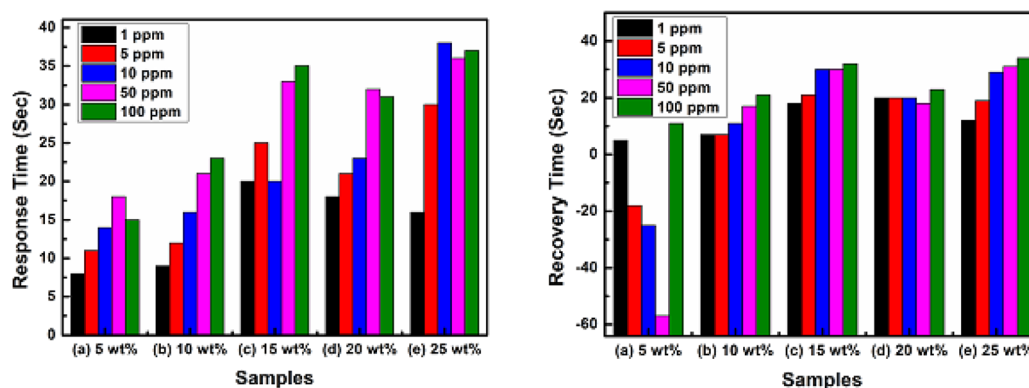 40
35
30
25
20
15
10
5
0
Response Time (Sec)
1 ppm
5 ppm
10 ppm
50 ppm
100 ppm
(a) 5 wt% (b) 10 wt% (c) 15 wt% (d) 20 wt% (e) 25 wt%
Samples
40
20
0
-20
-40
-60
Recovery Time (Sec)
1 ppm
5 ppm
10 ppm
50 ppm
100 ppm
(a) 5 wt% (b) 10 wt% (c) 15 wt% (d) 20 wt% (e) 25 wt%
Samples